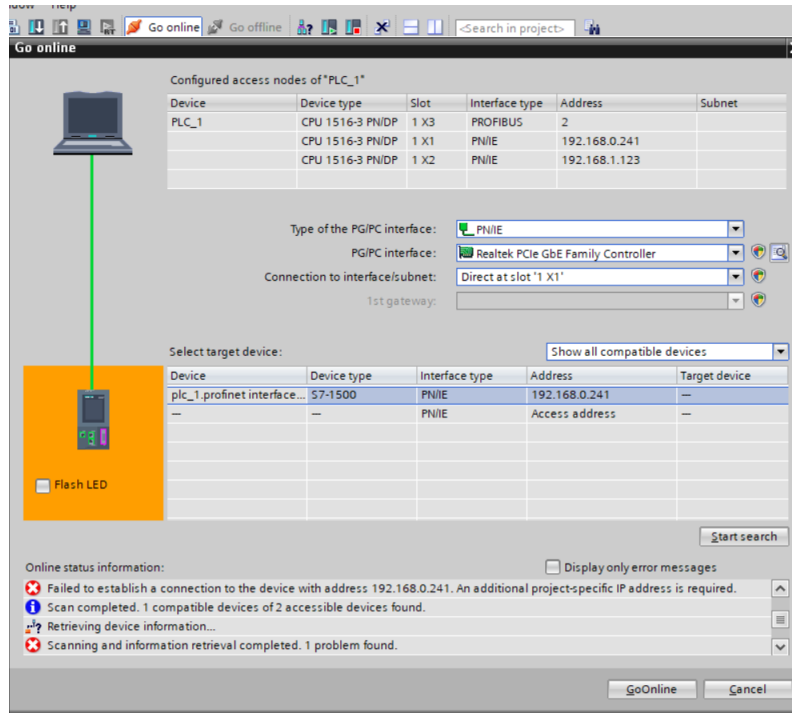 Help
Go online Go offline <Search in project>
Go online
Configured access nodes of "PLC_1"
Device Device type Slot Interface type Address Subnet
PLC_1 CPU 1516-3 PN/DP 1 X3 PROFIBUS 2
CPU 1516-3 PN/DP 1 X1 PN/IE 192.168.0.241
CPU 1516-3 PN/DP 1 X2 PN/IE 192.168.1.123
Type of the PG/PC interface: PN/IE
PG/PC interface: Realtek PCIe GbE Family Controller
Connection to interface/subnet: Direct at slot '1 X1'
1st gateway:
Select target device: Show all compatible devices
Device Device type Interface type Address Target device
plc_1.profinet interface... S7-1500 PN/IE 192.168.0.241 —
— — PN/IE Access address —
Flash LED
Start search
Online status information: Display only error messages
Failed to establish a connection to the device with address 192.168.0.241. An additional project-specific IP address is required.
Scan completed. 1 compatible devices of 2 accessible devices found.
Retrieving device information...
Scanning and information retrieval completed. 1 problem found.
GoOnline Cancel